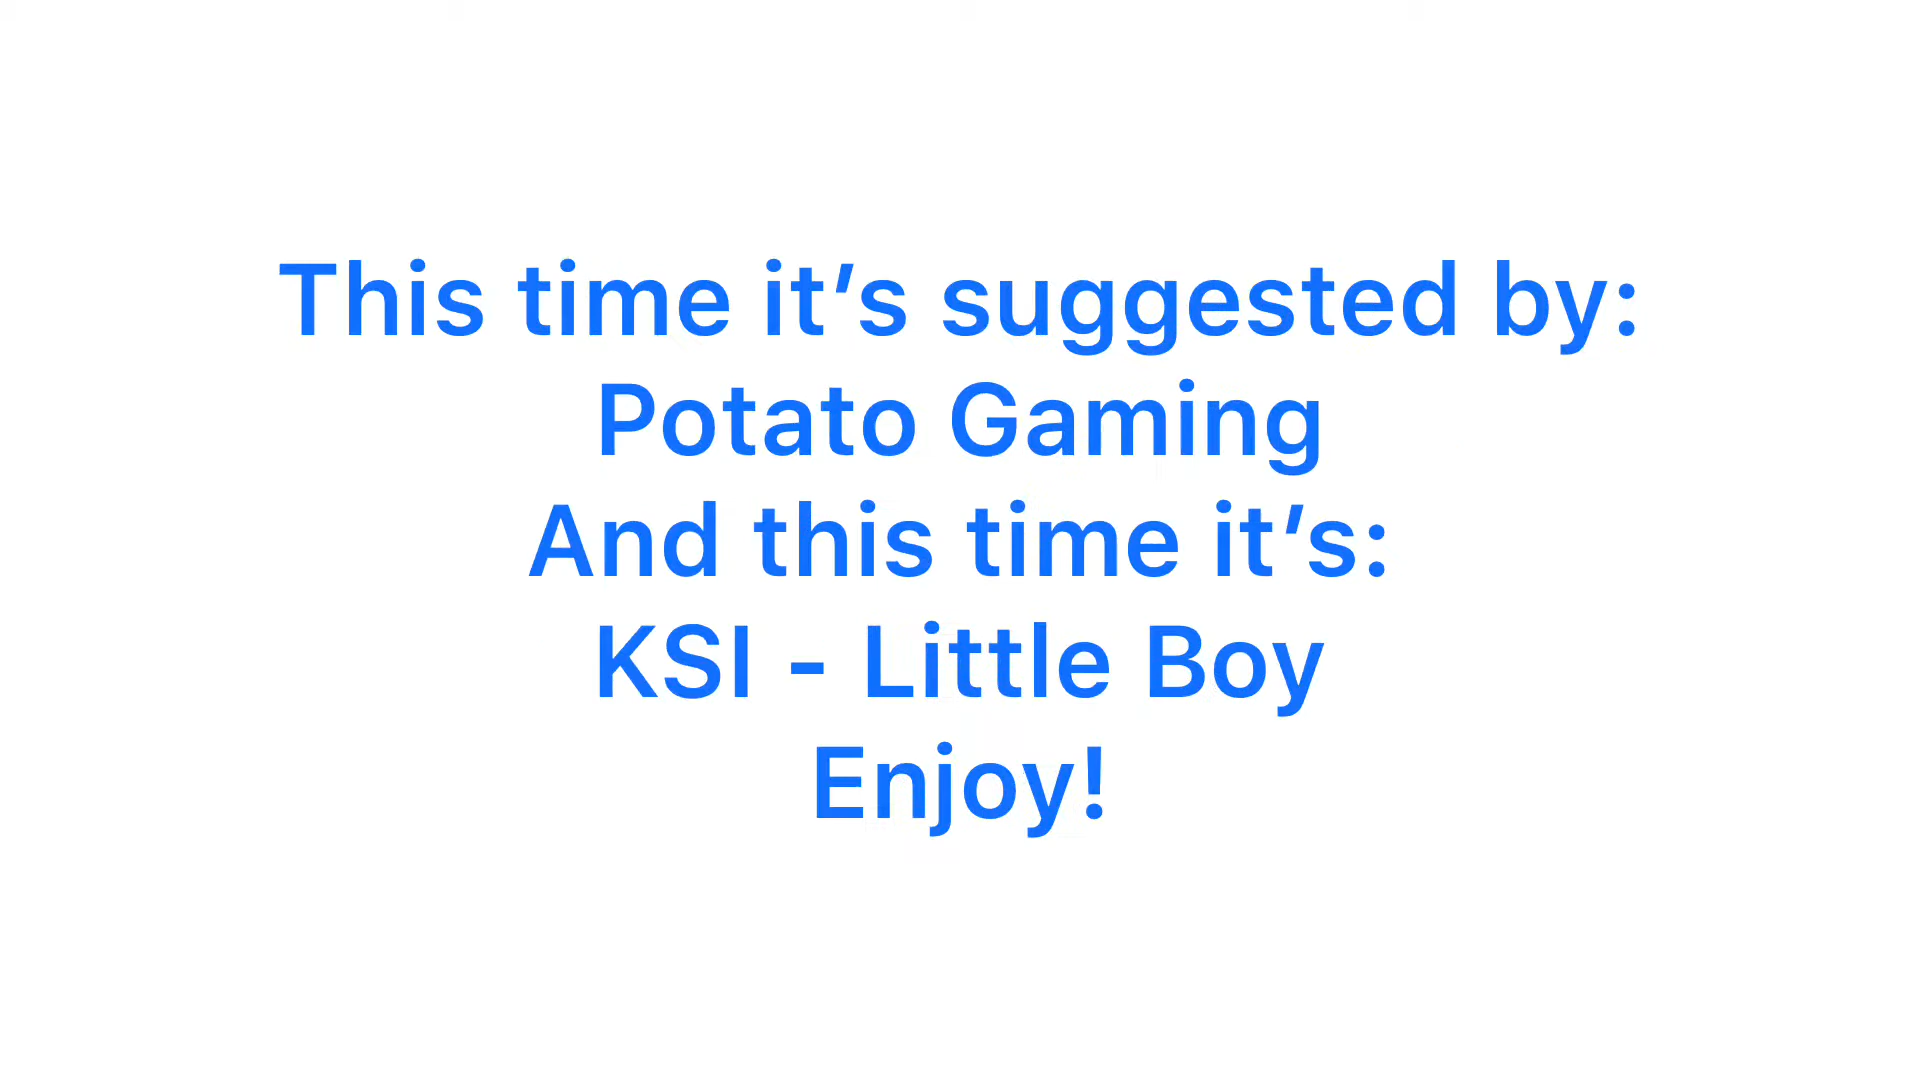 This time it’s suggested by:
Potato Gaming
And this time it’s:
KSI - Little Boy
Enjoy!